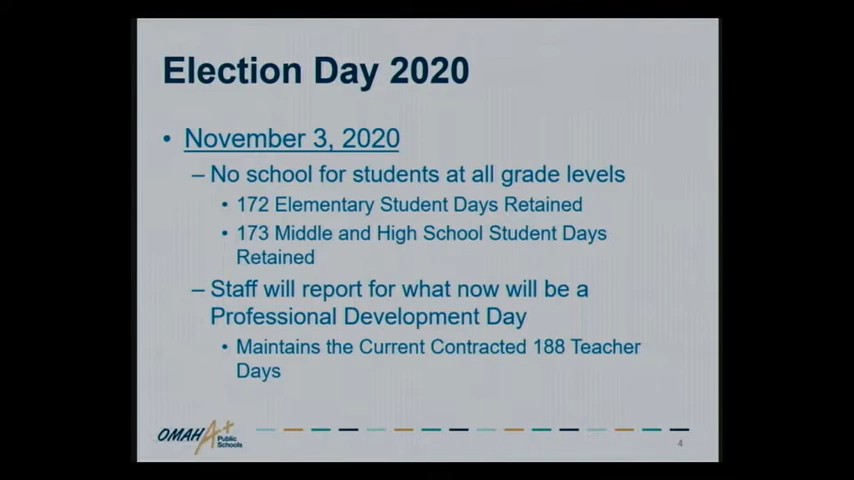 Election Day 2020
• November 3, 2020
– No school for students at all grade levels
• 172 Elementary Student Days Retained
• 173 Middle and High School Student Days
Retained
– Staff will report for what now will be a
Professional Development Day
• Maintains the Current Contracted 188 Teacher
Days
OMAHA+ Public
Schools
4